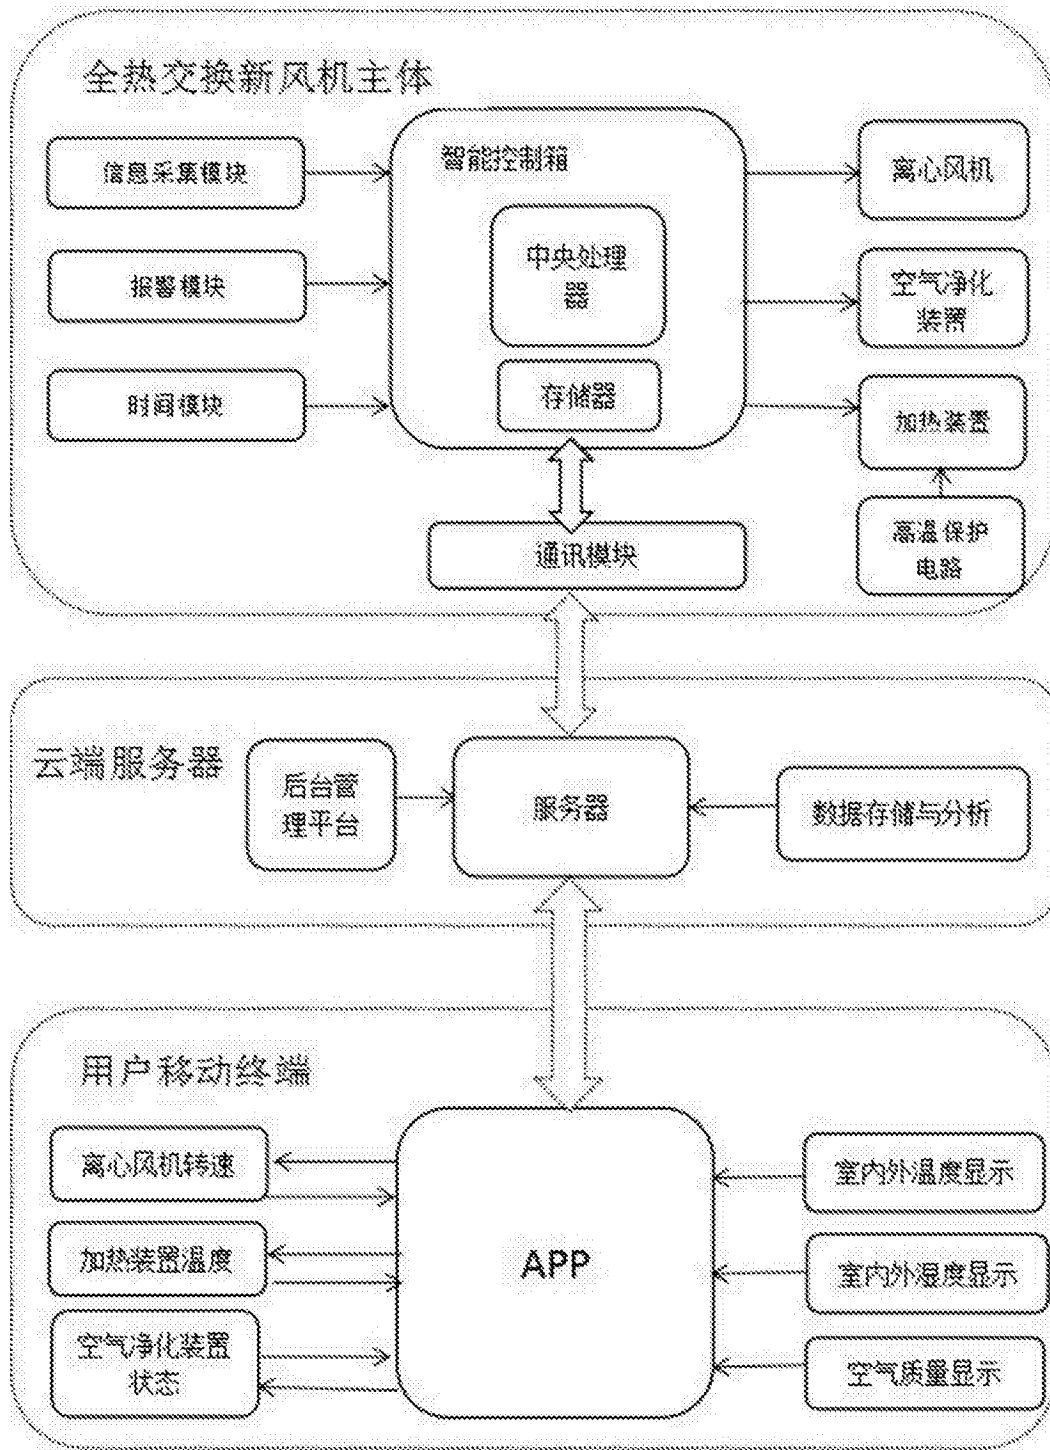 全热交换新风机主体
信息采集模块
报警模块
时间模块
智能控制箱
中央处理
器
存储器
离心风机
空气净化
装置
加热装置
高温保护
电路
通讯模块
云端服务器
后台管
理平台
服务器
数据存储与分析
用户移动终端
离心风机转速
加热装置温度
空气净化装置
状态
APP
室内外温度显示
室内外湿度显示
空气质量显示